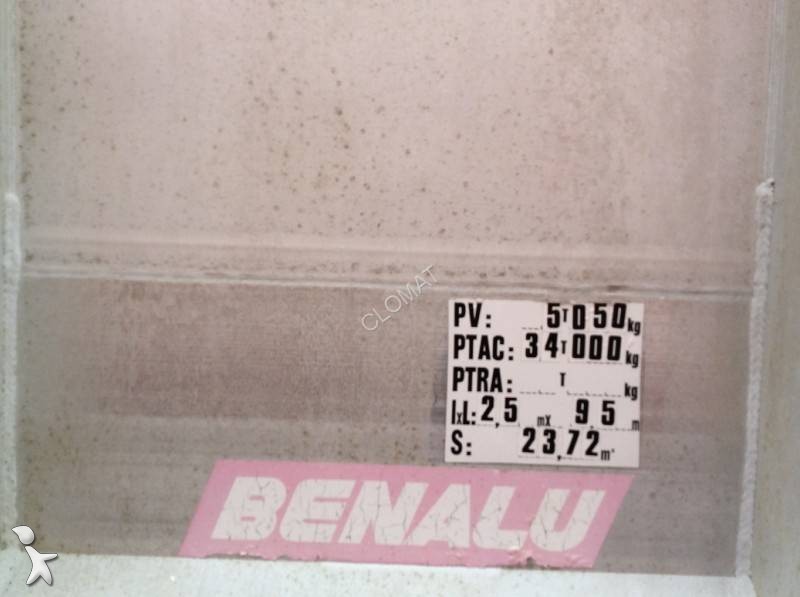 CLOMAT
PV: 5T050kg
PTAC: 34T000kg
PTRA: T kg
lxL: 2,5 mX 9,5 m
S: 23,72m²
BENALU